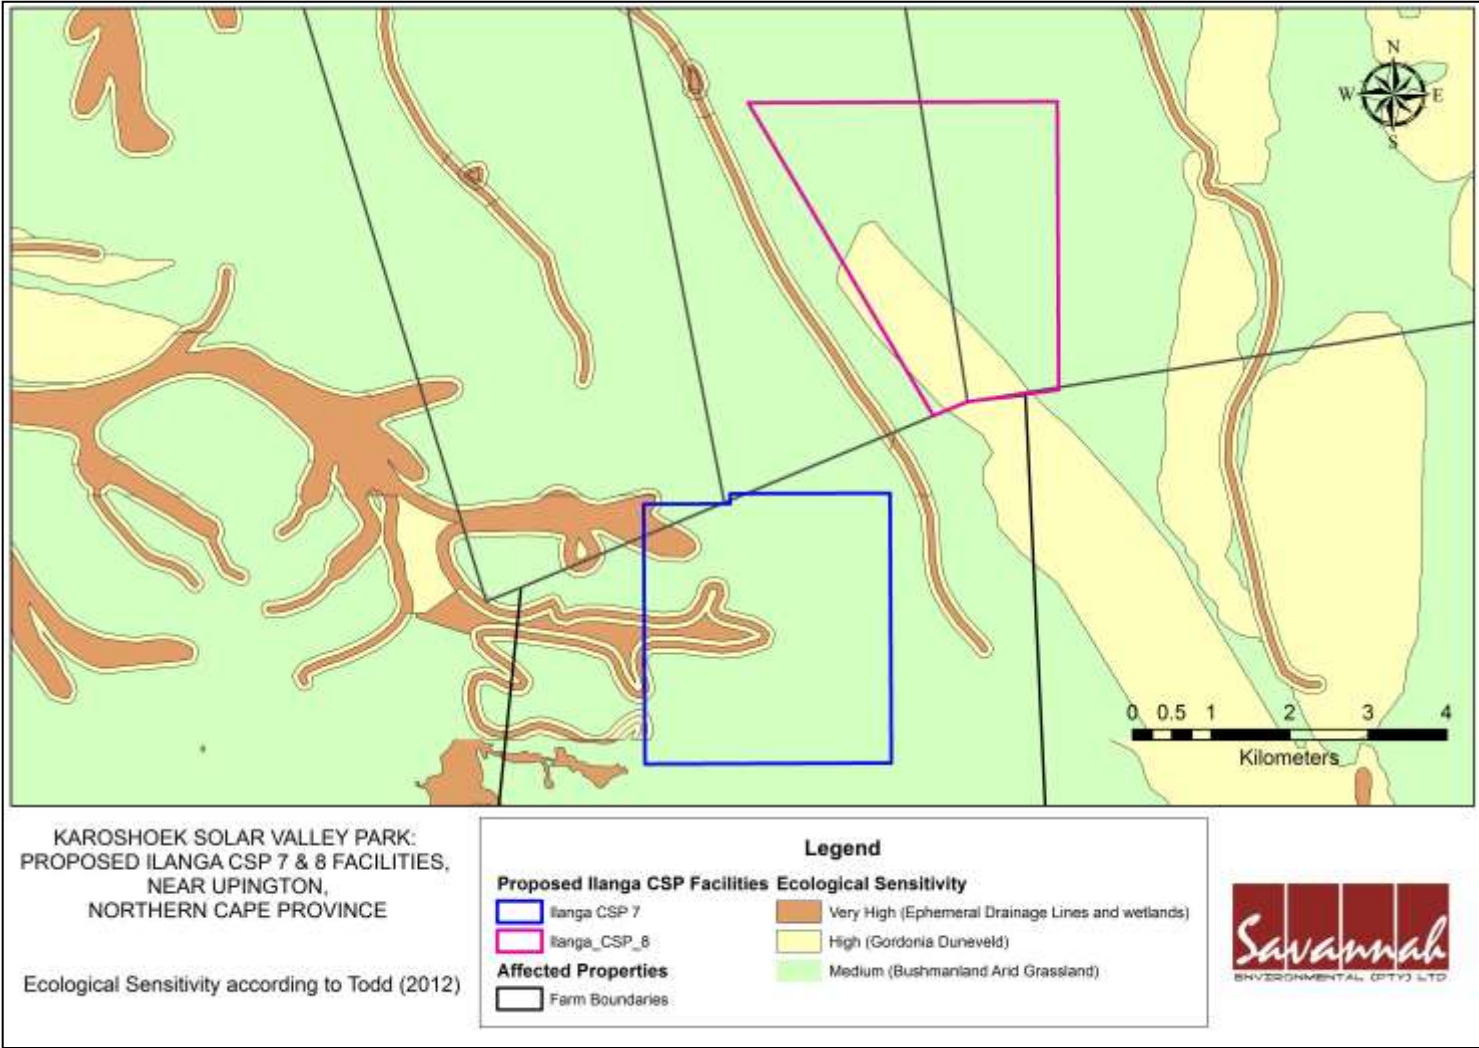 N
W E
S
0 0.5 1 2 3 4
Kilometers
KAROSHOEK SOLAR VALLEY PARK:
PROPOSED ILANGA CSP 7 & 8 FACILITIES,
NEAR UPINGTON,
NORTHERN CAPE PROVINCE
Ecological Sensitivity according to Todd (2012)
Legend
Proposed Ilanga CSP Facilities
Ilanga CSP 7
Ilanga_CSP_8
Affected Properties
Farm Boundaries
Ecological Sensitivity
Very High (Ephemeral Drainage Lines and wetlands)
High (Gordonia Duneveld)
Medium (Bushmanland Arid Grassland)
Savannah
ENVIRONMENTAL (PTY) LTD